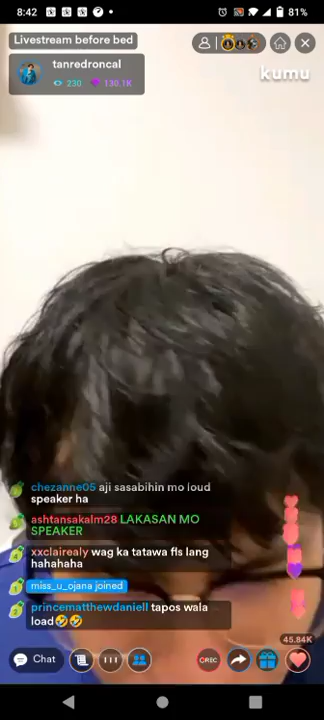 8:42
81%
Livestream before bed
tanredroncal
230 130.1K
kumu
chezanne05 aji sasabihin mo loud
speaker ha
ashtansakalm28 LAKASAN MO
SPEAKER
xxclairealy wag ka tatawa fls lang
hahahaha
miss_u_ojana joined
princematthewdaniell tapos wala
load🤣🤣
45.84K
Chat
REC